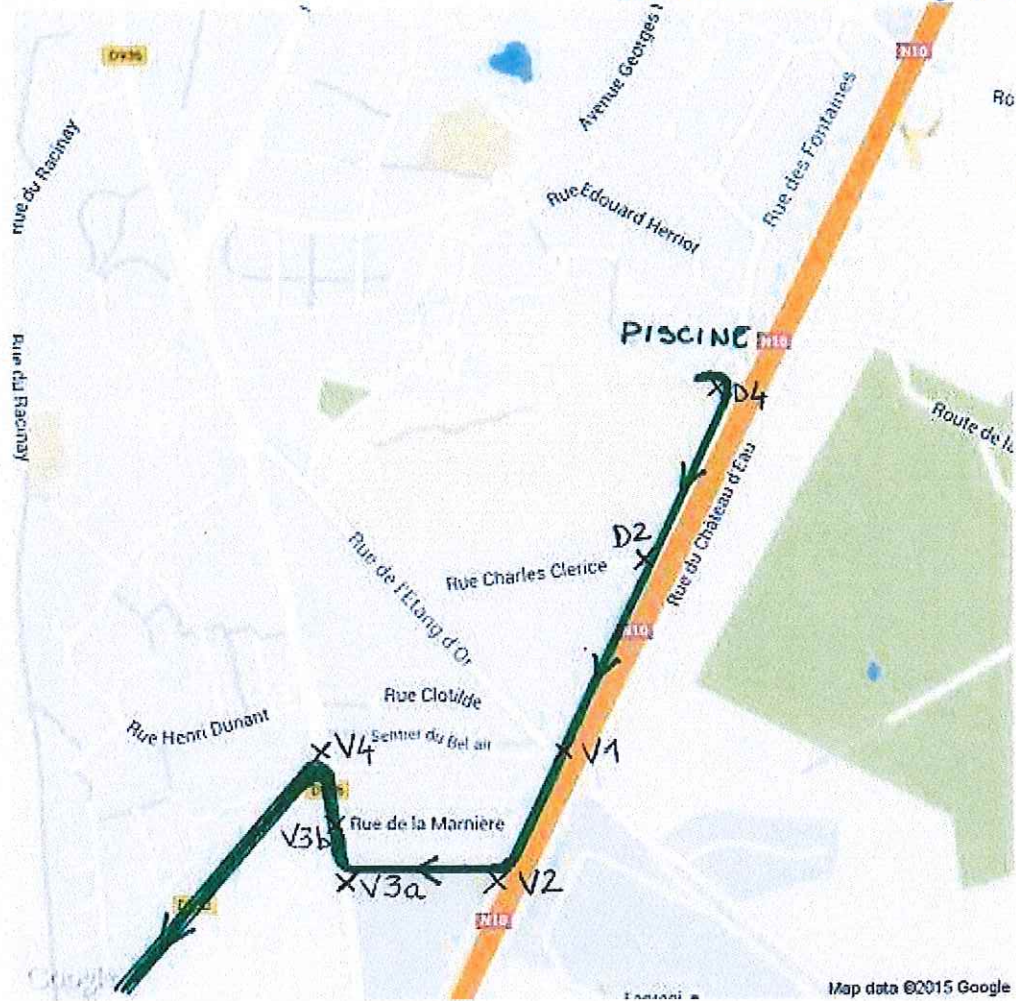 N10
D936
Avenue Georges
Ro
rue du Racinay
Rue des Fontaines
Rue Edouard Herriot
PISCINE
N10
Rue du Racinay
D4
Route de la
Rue du Château d'Eau
D2
Rue de l'Etang d'Or
Rue Charles Clerice
N10
Rue Clotilde
Rue Henri Dunant
Sentier du Bel air
V4
V1
Rue de la Marnière
V3b
V3a
V2
N10
Google
Map data ©2015 Google